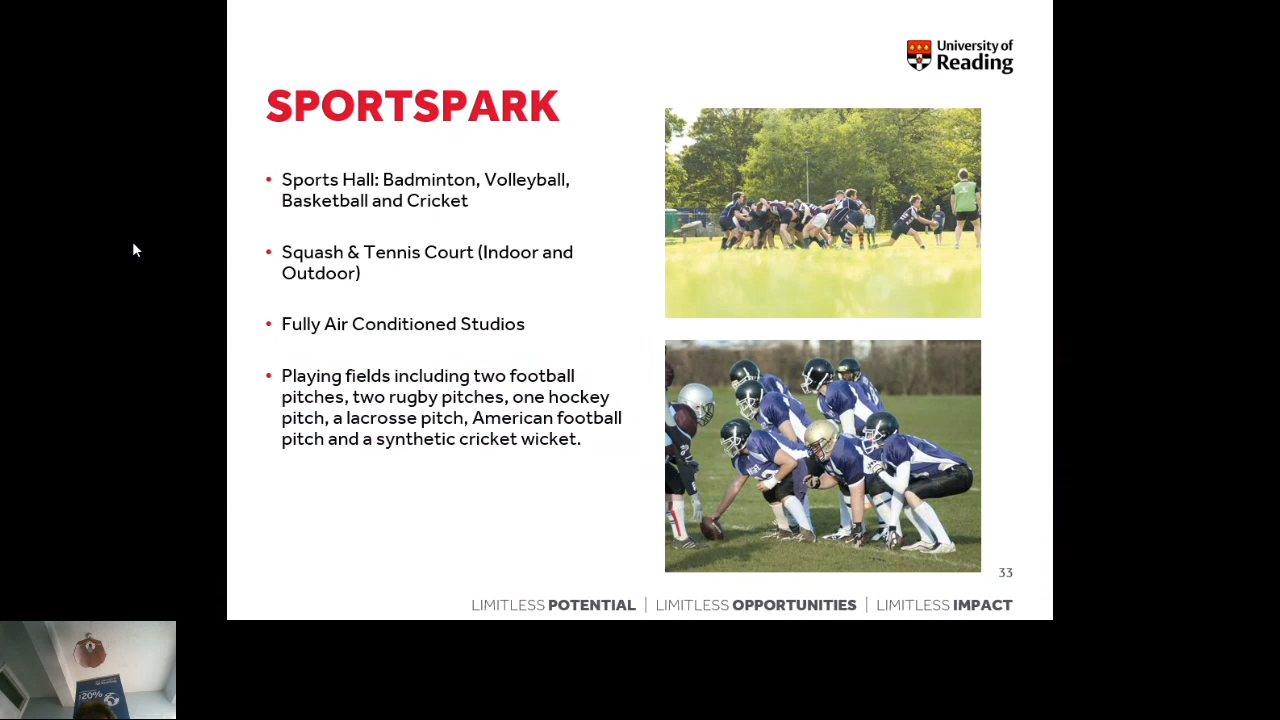 University of
Reading
SPORTSPARK
• Sports Hall: Badminton, Volleyball,
Basketball and Cricket
• Squash & Tennis Court (Indoor and
Outdoor)
• Fully Air Conditioned Studios
• Playing fields including two football
pitches, two rugby pitches, one hockey
pitch, a lacrosse pitch, American football
pitch and a synthetic cricket wicket.
33
LIMITLESS POTENTIAL | LIMITLESS OPPORTUNITIES | LIMITLESS IMPACT
Reading
20%